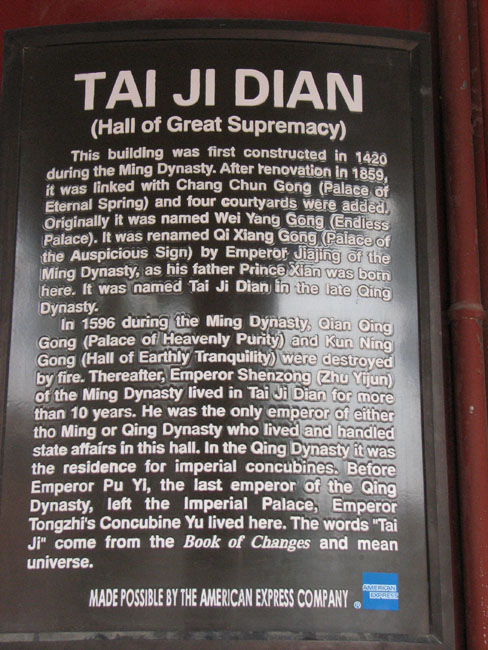 TAI JI DIAN
(Hall of Great Supremacy)
This building was first constructed in 1420
during the Ming Dynasty. After renovation in 1859,
it was linked with Chang Chun Gong (Palace of
Eternal Spring) and four courtyards were added.
Originally it was named Wei Yang Gong (Endless
Palace). It was renamed Qi Xiang Gong (Palace of
the Auspicious Sign) by Emperor Jiajing of the
Ming Dynasty, as his father Prince Xian was born
here. It was named Tai Ji Dian in the late Qing
Dynasty.
In 1596 during the Ming Dynasty, Qian Qing
Gong (Palace of Heavenly Purity) and Kun Ning
Gong (Hall of Earthly Tranquility) were destroyed
by fire. Thereafter, Emperor Shenzong (Zhu Yijun)
of the Ming Dynasty lived in Tai Ji Dian for more
than 10 years. He was the only emperor of either
tho Ming or Qing Dynasty who lived and handled
state affairs in this hall. In the Qing Dynasty it was
the residence for imperial concubines. Before
Emperor Pu Yi, the last emperor of the Qing
Dynasty, left the Imperial Palace, Emperor
Tongzhi's Concubine Yu lived here. The words "Tai
Ji" come from the Book of Changes and mean
universe.
MADE POSSIBLE BY THE AMERICAN EXPRESS COMPANY ®
AMERICAN
EXPRESS